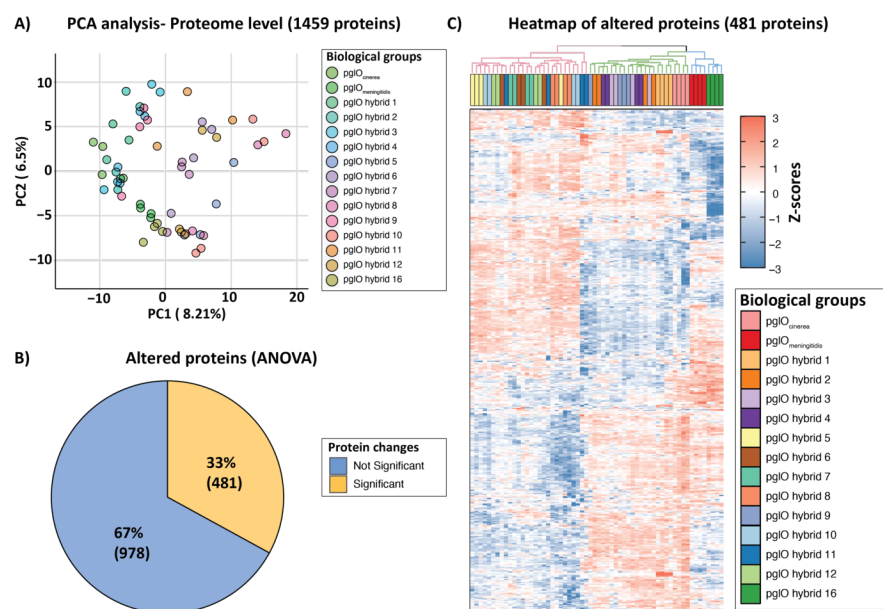 A) PCA analysis- Proteome level (1459 proteins)
PC2 ( 6.5%)
10
5
0
−5
−10
−10
0
10
20
PC1 ( 8.21%)
Biological groups
pglOcinerea
pglOmeningitidis
pglO hybrid 1
pglO hybrid 2
pglO hybrid 3
pglO hybrid 4
pglO hybrid 5
pglO hybrid 6
pglO hybrid 7
pglO hybrid 8
pglO hybrid 9
pglO hybrid 10
pglO hybrid 11
pglO hybrid 12
pglO hybrid 16
B) Altered proteins (ANOVA)
33%
(481)
67%
(978)
Protein changes
Not Significant
Significant
C) Heatmap of altered proteins (481 proteins)
3
2
1
0
−1
−2
−3
Z-scores
Biological groups
pglOcinerea
pglOmeningitidis
pglO hybrid 1
pglO hybrid 2
pglO hybrid 3
pglO hybrid 4
pglO hybrid 5
pglO hybrid 6
pglO hybrid 7
pglO hybrid 8
pglO hybrid 9
pglO hybrid 10
pglO hybrid 11
pglO hybrid 12
pglO hybrid 16